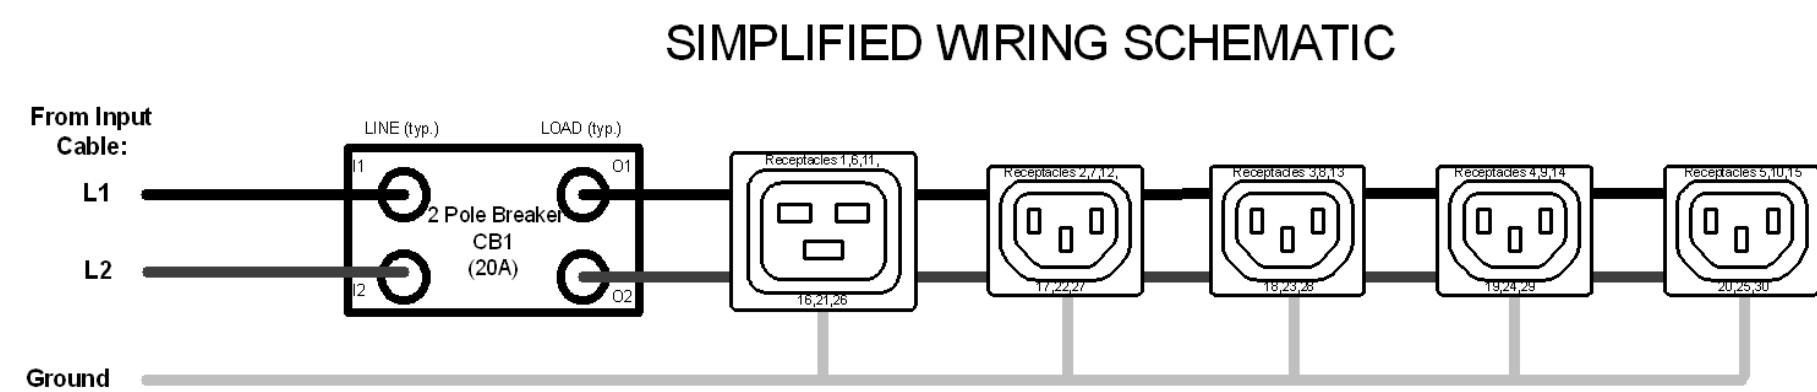 SIMPLIFIED WIRING SCHEMATIC
From Input
Cable:
LINE (typ.)
LOAD (typ.)
I1
O1
L1
2 Pole Breaker
CB1
(20A)
L2
I2
O2
Receptacles 1,6,11,
16,21,26
Receptacles 2,7,12,
17,22,27
Receptacles 3,8,13
18,23,28
Receptacles 4,9,14
19,24,29
Receptacles 5,10,15
20,25,30
Ground